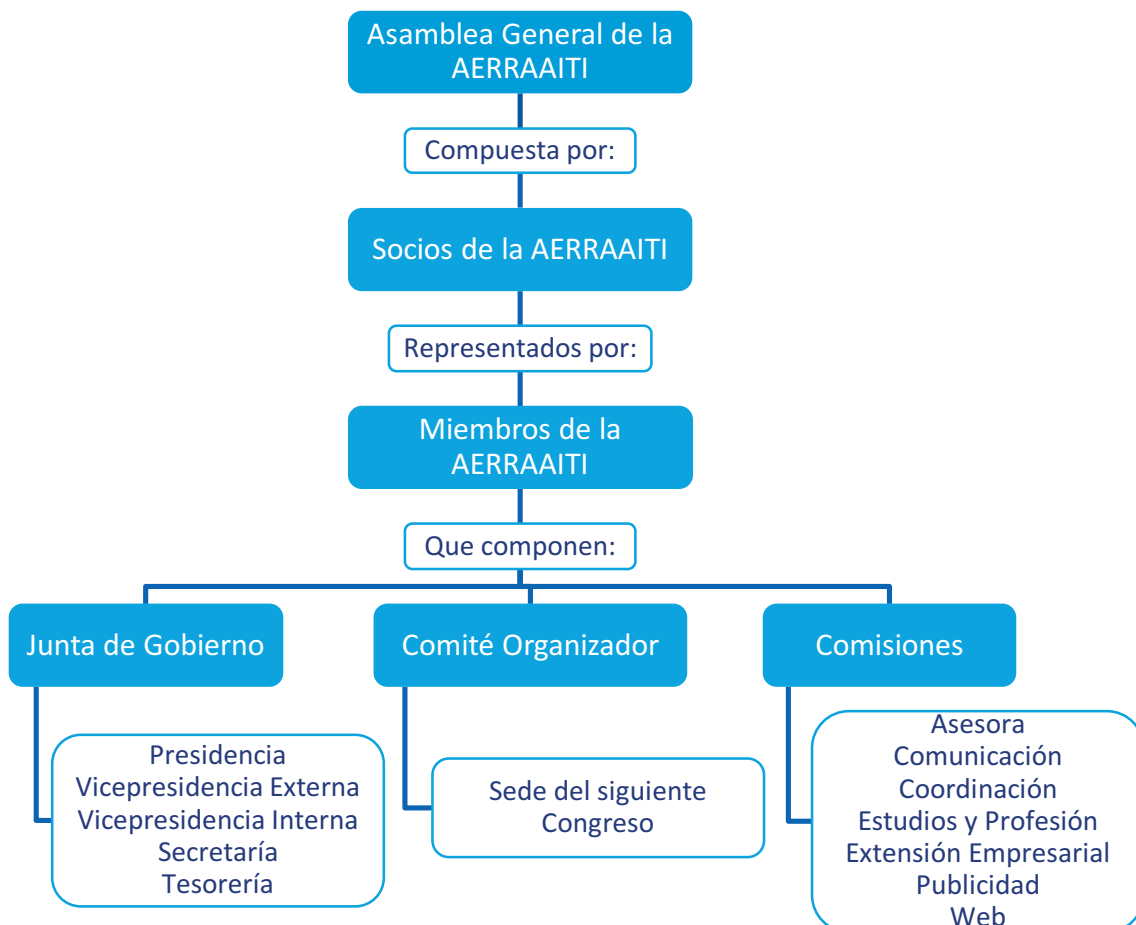 Asamblea General de la
AERRAAITI
Compuesta por:
Socios de la AERRAAITI
Representados por:
Miembros de la
AERRAAITI
Que componen:
Junta de Gobierno
Presidencia
Vicepresidencia Externa
Vicepresidencia Interna
Secretaría
Tesorería
Comité Organizador
Sede del siguiente
Congreso
Comisiones
Asesora
Comunicación
Coordinación
Estudios y Profesión
Extensión Empresarial
Publicidad
Web